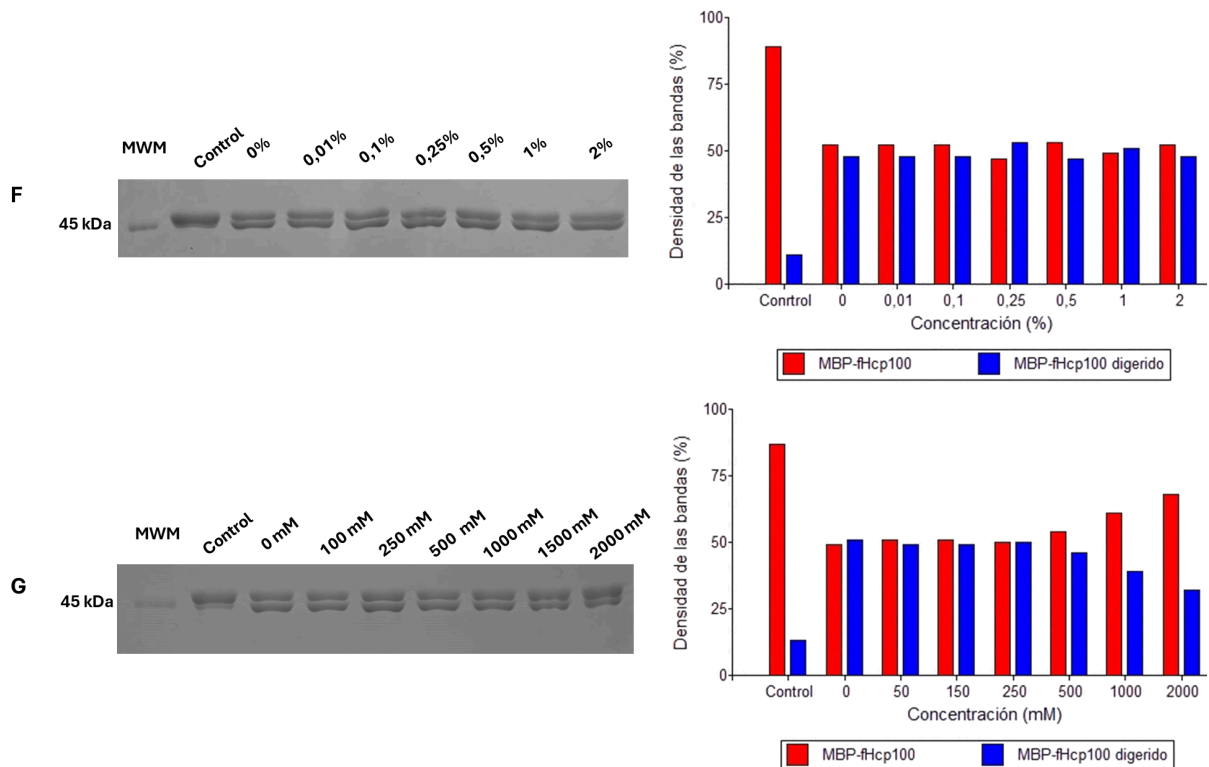 F
MWM Control 0% 0,01% 0,1% 0,25% 0,5% 1% 2%
45 kDa
Densidad de las bandas (%)
100
75
50
25
0
Conrtrol 0 0,01 0,1 0,25 0,5 1 2
Concentración (%)
MBP-fHcp100 MBP-fHcp100 digerido
G
MWM Control 0 mM 100 mM 250 mM 500 mM 1000 mM 1500 mM 2000 mM
45 kDa
Densidad de las bandas (%)
100
75
50
25
0
Control 0 50 150 250 500 1000 2000
Concentración (mM)
MBP-fHcp100 MBP-fHcp100 digerido